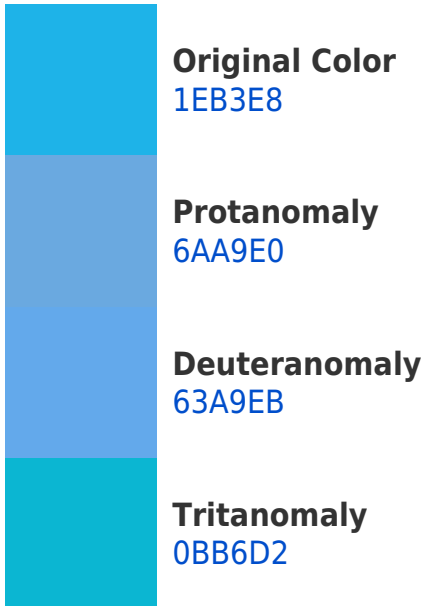 Original Color
1EB3E8
Protanomaly
6AA9E0
Deuteranomaly
63A9EB
Tritanomaly
0BB6D2